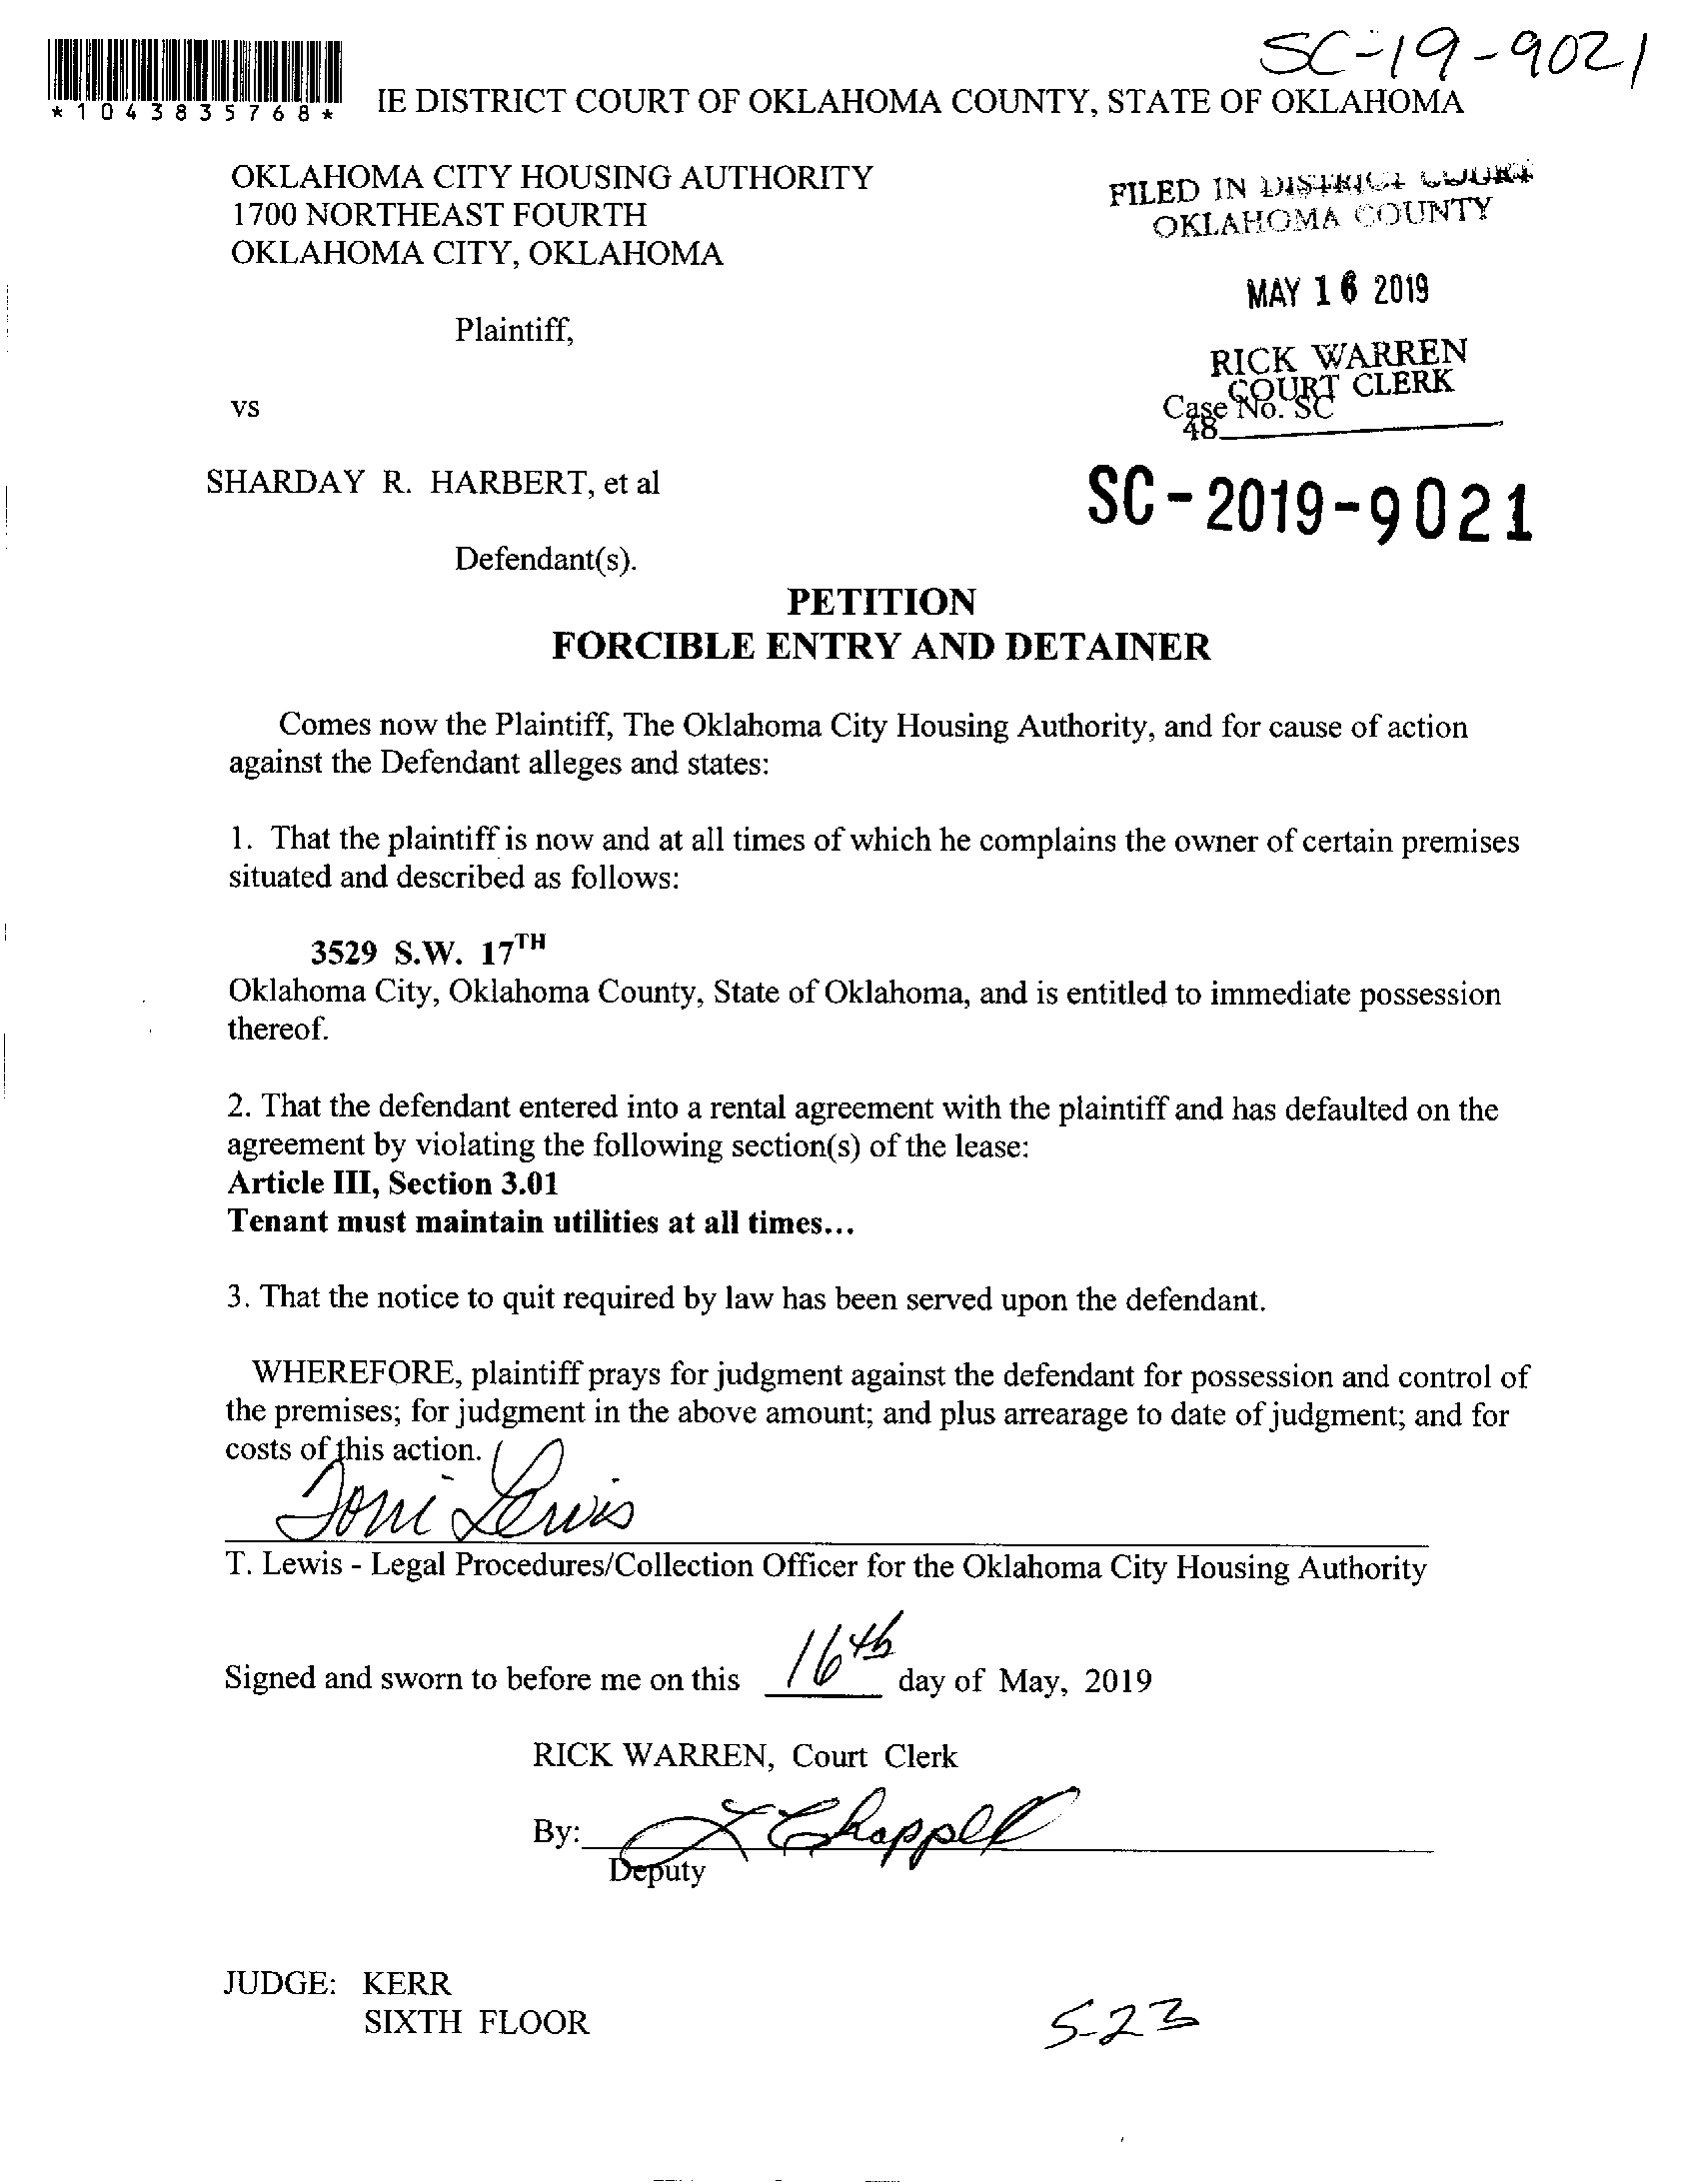 SC-19-9021
*1043835768*
IE DISTRICT COURT OF OKLAHOMA COUNTY, STATE OF OKLAHOMA
OKLAHOMA CITY HOUSING AUTHORITY
1700 NORTHEAST FOURTH
OKLAHOMA CITY, OKLAHOMA
FILED IN DISTRICT COURT
OKLAHOMA COUNTY
MAY 16 2019
Plaintiff,
RICK WARREN
COURT CLERK
vs
Case No. SC
48
SHARDAY R. HARBERT, et al
SC-2019-9021
Defendant(s).
PETITION
FORCIBLE ENTRY AND DETAINER
Comes now the Plaintiff, The Oklahoma City Housing Authority, and for cause of action
against the Defendant alleges and states:
1. That the plaintiff is now and at all times of which he complains the owner of certain premises
situated and described as follows:
3529 S.W. 17TH
Oklahoma City, Oklahoma County, State of Oklahoma, and is entitled to immediate possession
thereof.
2. That the defendant entered into a rental agreement with the plaintiff and has defaulted on the
agreement by violating the following section(s) of the lease:
Article III, Section 3.01
Tenant must maintain utilities at all times...
3. That the notice to quit required by law has been served upon the defendant.
WHEREFORE, plaintiff prays for judgment against the defendant for possession and control of
the premises; for judgment in the above amount; and plus arrearage to date of judgment; and for
costs of this action.
Toni Lewis
T. Lewis - Legal Procedures/Collection Officer for the Oklahoma City Housing Authority
Signed and sworn to before me on this 16th day of May, 2019
RICK WARREN, Court Clerk
By: J Chappell
Deputy
JUDGE: KERR
SIXTH FLOOR
5-23